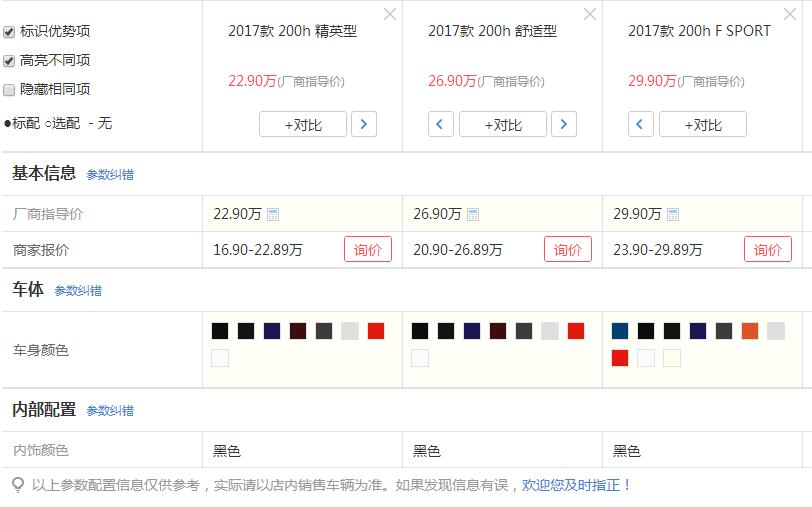 标识优势项
高亮不同项
隐藏相同项
●标配 ○选配 - 无
2017款 200h 精英型
22.90万(厂商指导价)
+对比
2017款 200h 舒适型
26.90万(厂商指导价)
+对比
2017款 200h F SPORT
29.90万(厂商指导价)
+对比
基本信息 参数纠错
厂商指导价 22.90万 26.90万 29.90万
商家报价 16.90-22.89万 询价 20.90-26.89万 询价 23.90-29.89万 询价
车体 参数纠错
车身颜色
内部配置 参数纠错
内饰颜色 黑色 黑色 黑色
以上参数配置信息仅供参考，实际请以店内销售车辆为准。如果发现信息有误，欢迎您及时指正！